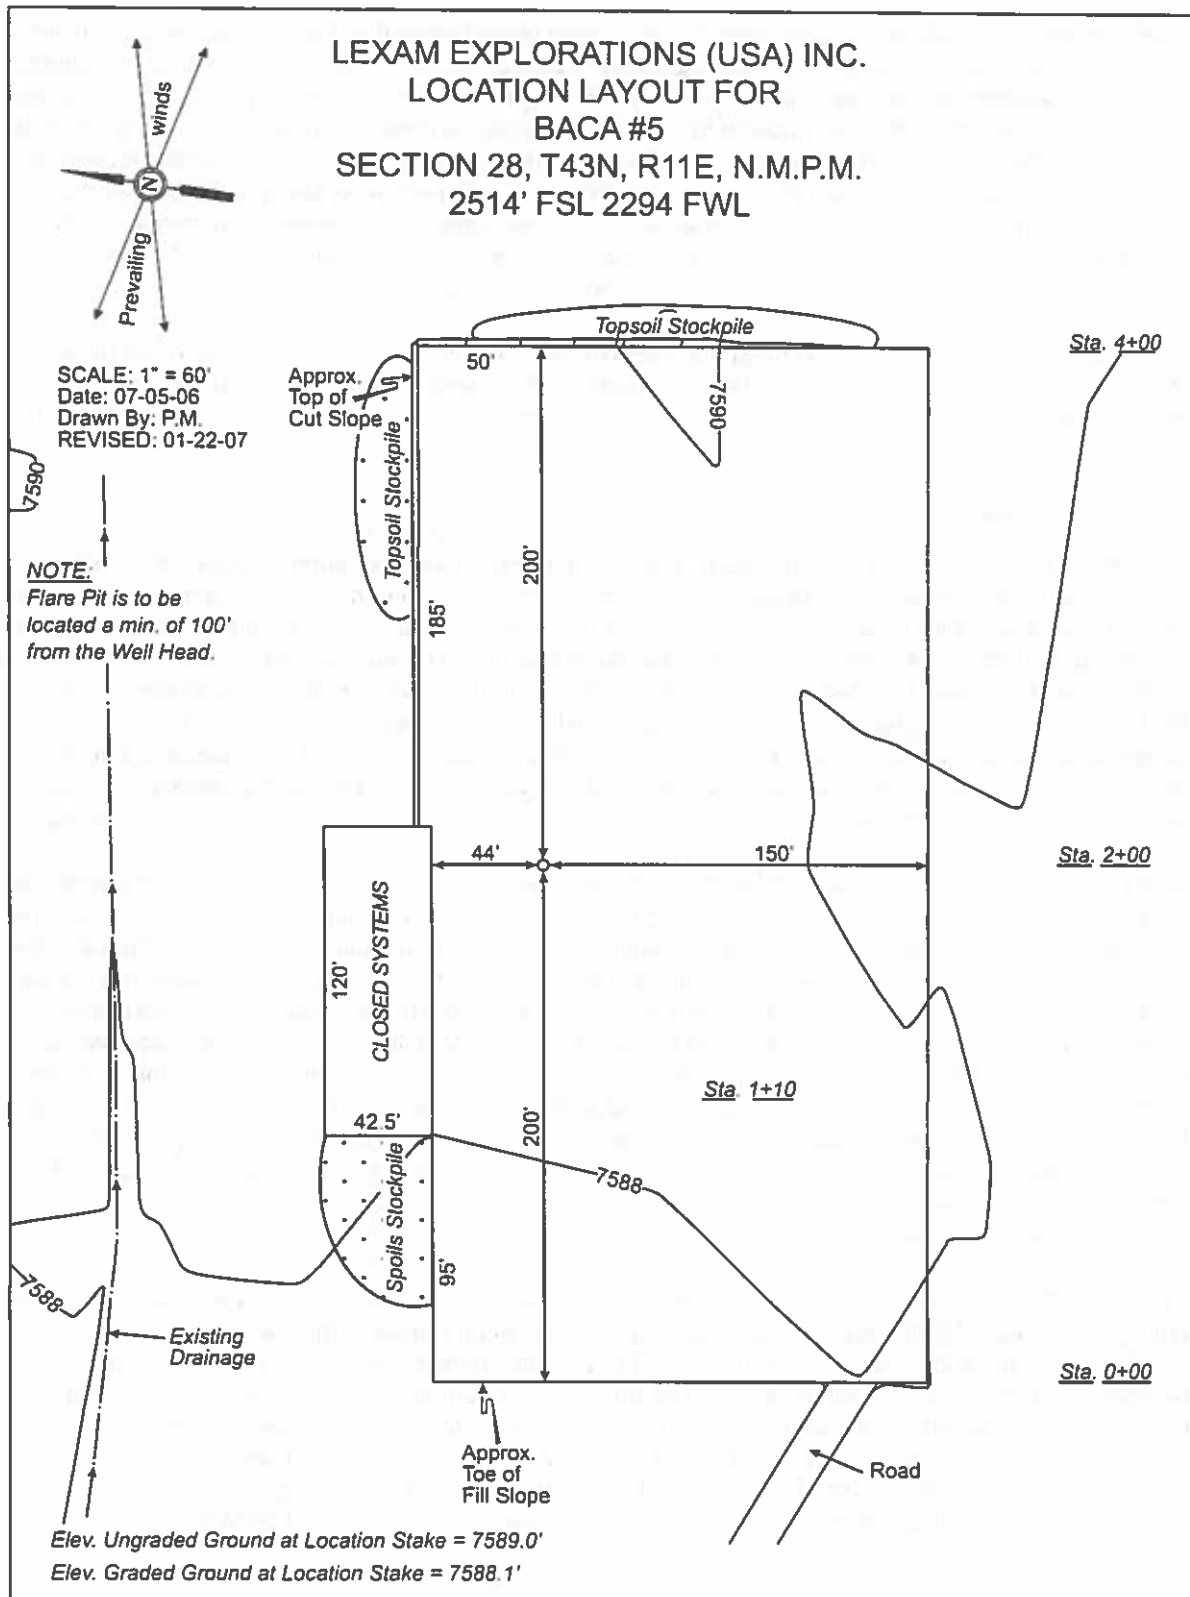 LEXAM EXPLORATIONS (USA) INC.
LOCATION LAYOUT FOR
BACA #5
SECTION 28, T43N, R11E, N.M.P.M.
2514' FSL 2294 FWL
winds
N
Prevailing
SCALE: 1" = 60'
Date: 07-05-06
Drawn By: P.M.
REVISED: 01-22-07
7590
NOTE:
Flare Pit is to be
located a min. of 100'
from the Well Head.
Topsoil Stockpile
50'
Approx.
Top of
Cut Slope
Topsoil Stockpile
7590
Sta. 4+00
200'
185'
44'
150'
Sta. 2+00
CLOSED SYSTEMS
120'
42.5'
Sta. 1+10
200'
7588
Spoils Stockpile
95'
7588
Existing
Drainage
Sta. 0+00
Approx.
Toe of
Fill Slope
Road
Elev. Ungraded Ground at Location Stake = 7589.0'
Elev. Graded Ground at Location Stake = 7588.1'